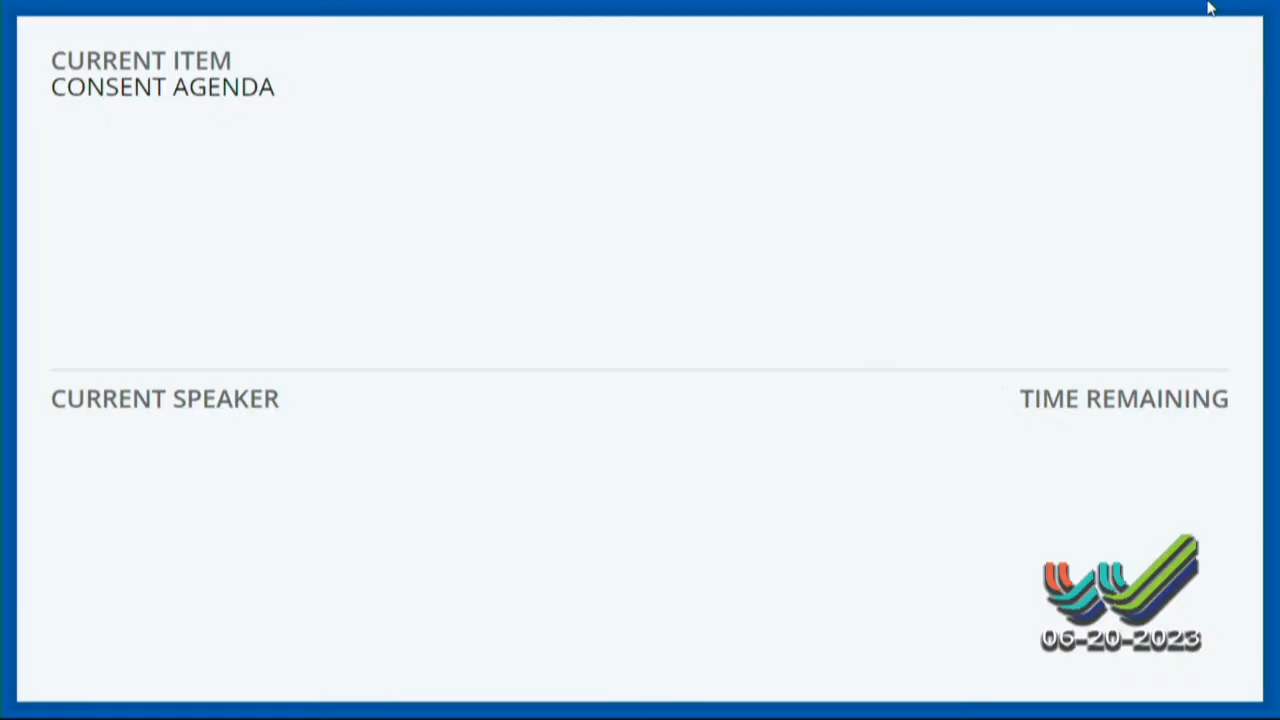 CURRENT ITEM
CONSENT AGENDA
CURRENT SPEAKER
TIME REMAINING
06-20-2023